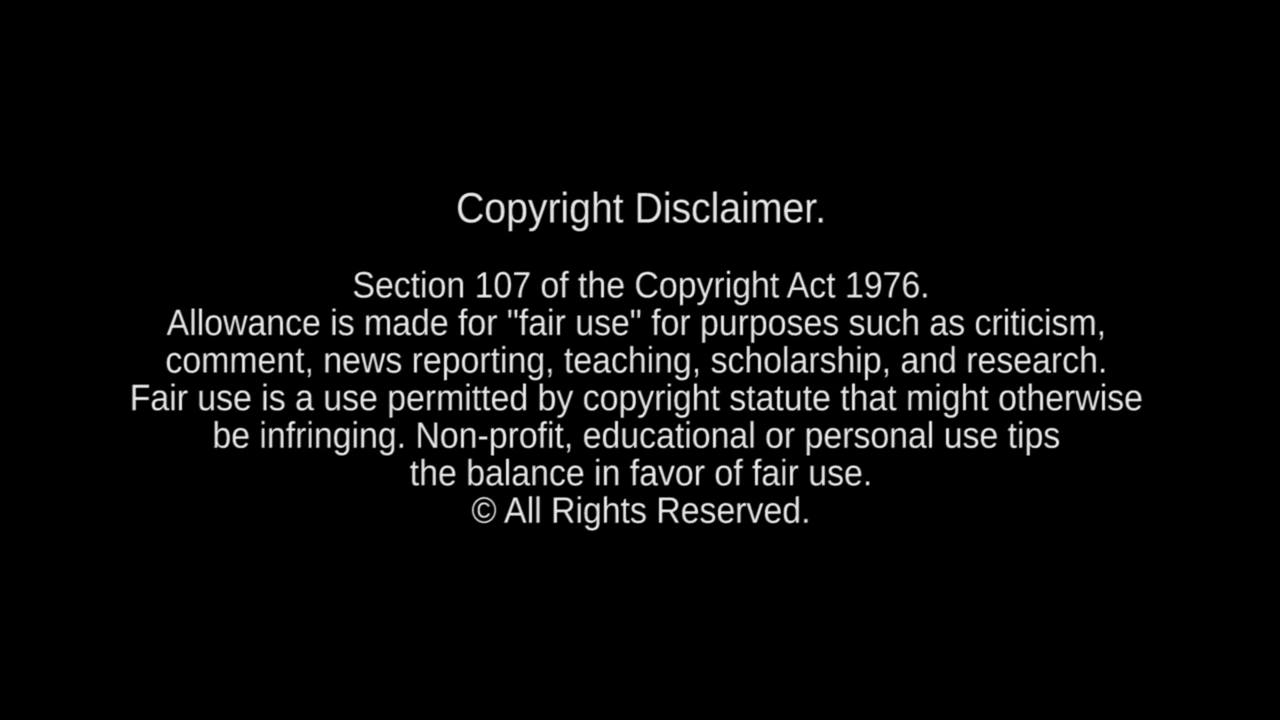 Copyright Disclaimer.
Section 107 of the Copyright Act 1976.
Allowance is made for "fair use" for purposes such as criticism,
comment, news reporting, teaching, scholarship, and research.
Fair use is a use permitted by copyright statute that might otherwise
be infringing. Non-profit, educational or personal use tips
the balance in favor of fair use.
© All Rights Reserved.